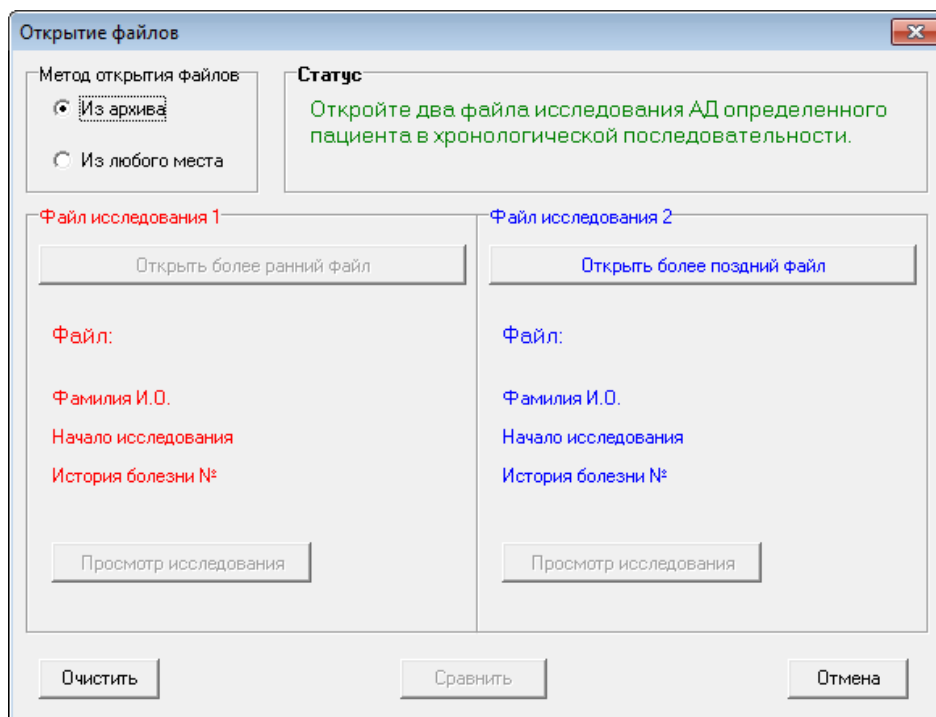 Открытие файлов
Метод открытия файлов
Из архива
Из любого места
Статус
Откройте два файла исследования АД определенного
пациента в хронологической последовательности.
Файл исследования 1
Открыть более ранний файл
Файл:
Фамилия И.О.
Начало исследования
История болезни №
Просмотр исследования
Файл исследования 2
Открыть более поздний файл
Файл:
Фамилия И.О.
Начало исследования
История болезни №
Просмотр исследования
Очистить
Сравнить
Отмена